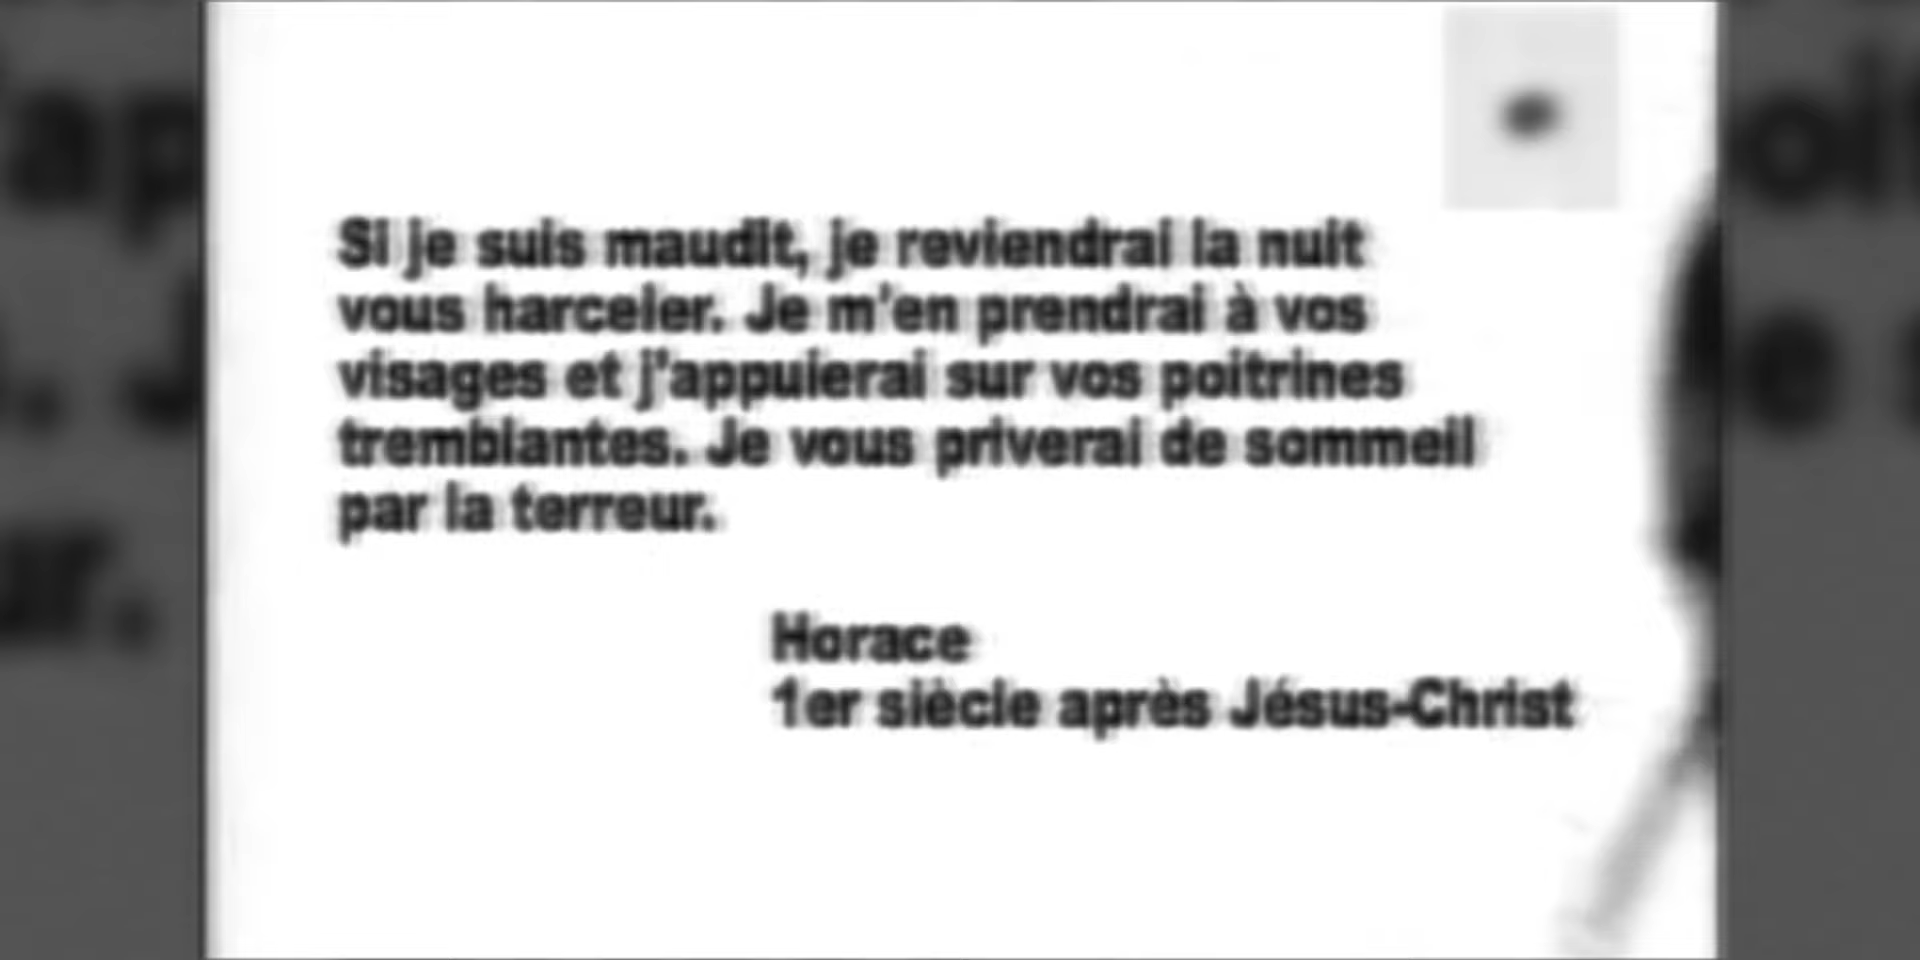 Si je suis maudit, je reviendrai la nuit
vous harceler. Je m'en prendrai à vos
visages et j'appuierai sur vos poitrines
tremblantes. Je vous priverai de sommeil
par la terreur.
Horace
1er siècle après Jésus-Christ